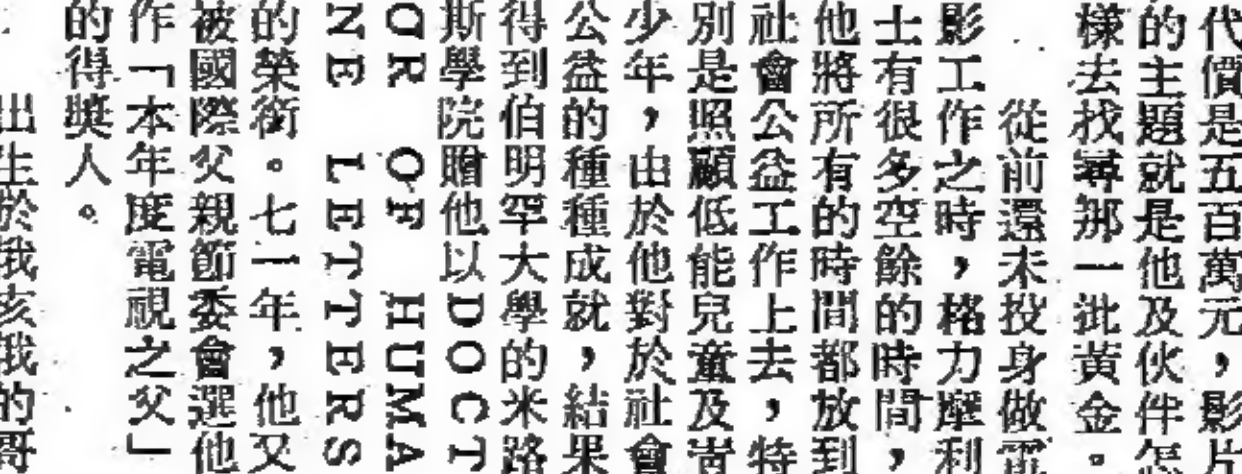 代價是五百萬元，影片
的主題就是他及伙伴怎
樣去找尋那一批黃金。
從前還未投身做電
影工作之時，格力利
士有很多空餘的時間，
他將所有的時間都放到
社會公益工作上去，特
別是照顧低能兒童及青
少年，由於他對於社會
公益的種種成就，結果
得到伯明罕大學的米路
斯學院贈他以DOCT
OR OF HUMA
NE LETTERS
的榮銜。七一年，他又
被國際父親節委會選他
作「本年度電視之父」
的得獎人。
出生於